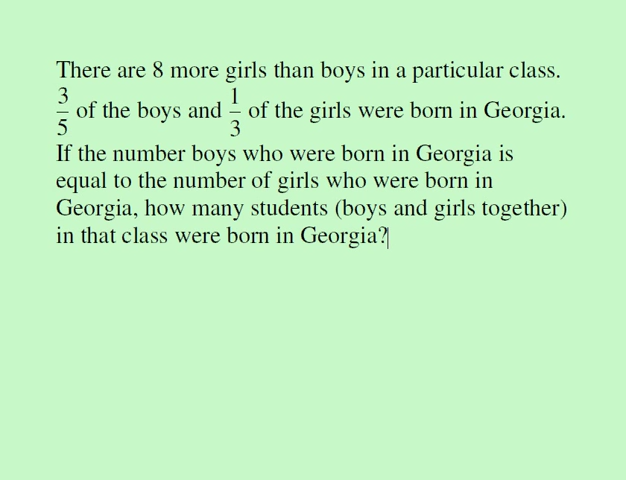 There are 8 more girls than boys in a particular class.
3/5 of the boys and 1/3 of the girls were born in Georgia.
If the number boys who were born in Georgia is
equal to the number of girls who were born in
Georgia, how many students (boys and girls together)
in that class were born in Georgia?